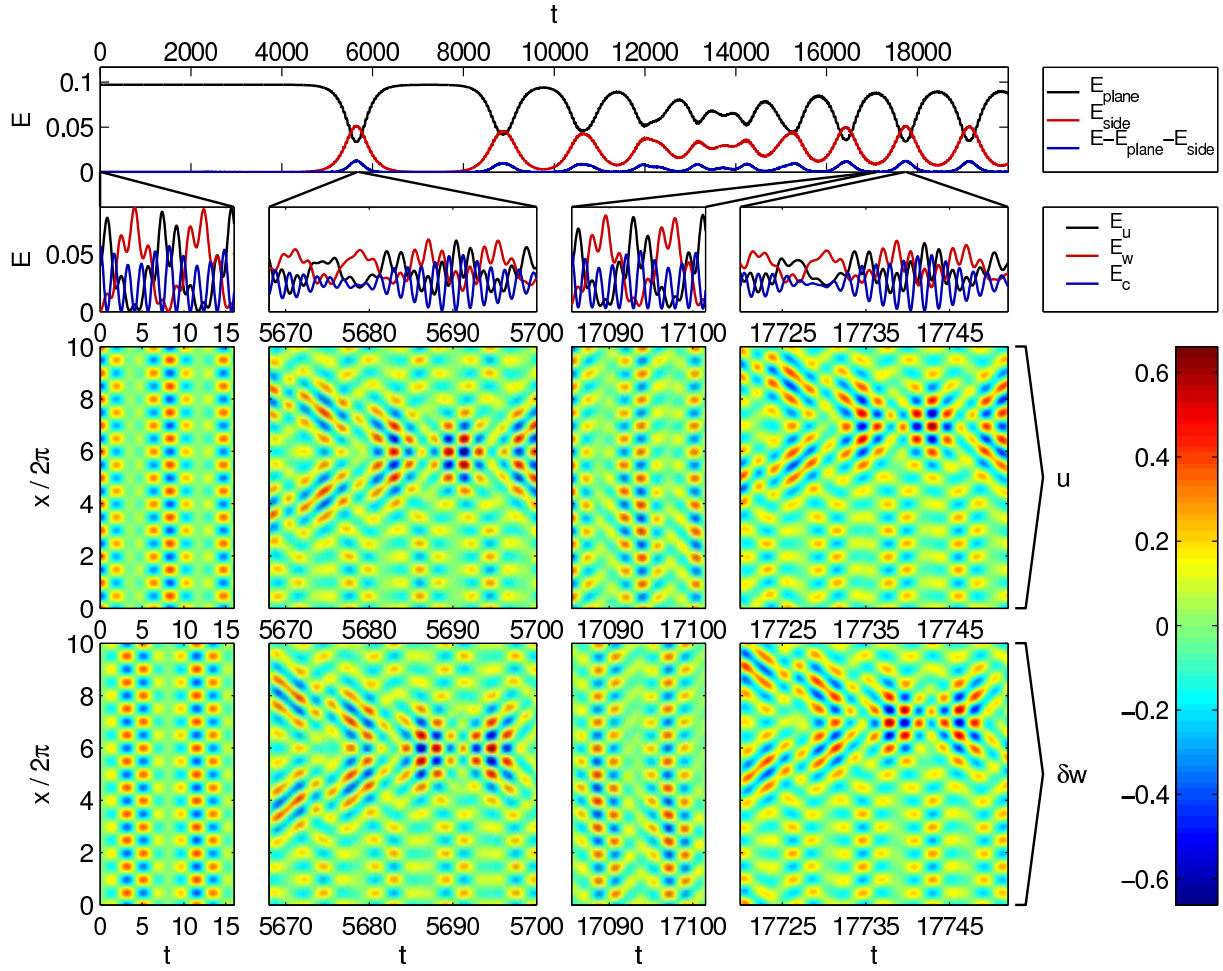 t
0 2000 4000 6000 8000 10000 12000 14000 16000 18000
0.1
0.05
0
E
E_plane
E_side
E−E_plane−E_side
0.05
0
E
E_u
E_w
E_c
0 5 10 15 5670 5680 5690 5700 17090 17100 17725 17735 17745
10
8
6
4
2
0
x / 2π
u
0 5 10 15 5670 5680 5690 5700 17090 17100 17725 17735 17745
10
8
6
4
2
0
x / 2π
δw
0 5 10 15 5670 5680 5690 5700 17090 17100 17725 17735 17745
t t t t
0.6
0.4
0.2
0
−0.2
−0.4
−0.6